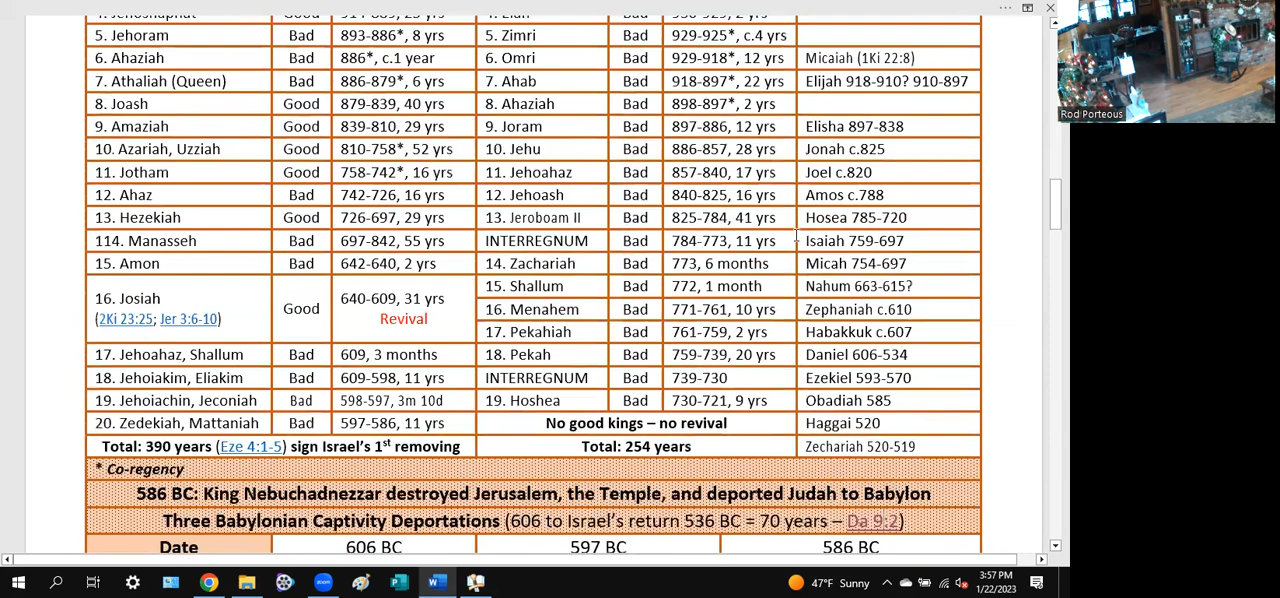 4. Jehoshaphat Good 914-889, 25 yrs 4. Elah Bad 930-929, 2 yrs
5. Jehoram Bad 893-886*, 8 yrs 5. Zimri Bad 929-925*, c.4 yrs
6. Ahaziah Bad 886*, c.1 year 6. Omri Bad 929-918*, 12 yrs Micaiah (1Ki 22:8)
7. Athaliah (Queen) Bad 886-879*, 6 yrs 7. Ahab Bad 918-897*, 22 yrs Elijah 918-910? 910-897
8. Joash Good 879-839, 40 yrs 8. Ahaziah Bad 898-897*, 2 yrs
9. Amaziah Good 839-810, 29 yrs 9. Joram Bad 897-886, 12 yrs Elisha 897-838
10. Azariah, Uzziah Good 810-758*, 52 yrs 10. Jehu Bad 886-857, 28 yrs Jonah c.825
11. Jotham Good 758-742*, 16 yrs 11. Jehoahaz Bad 857-840, 17 yrs Joel c.820
12. Ahaz Bad 742-726, 16 yrs 12. Jehoash Bad 840-825, 16 yrs Amos c.788
13. Hezekiah Good 726-697, 29 yrs 13. Jeroboam II Bad 825-784, 41 yrs Hosea 785-720
114. Manasseh Bad 697-842, 55 yrs INTERREGNUM Bad 784-773, 11 yrs Isaiah 759-697
15. Amon Bad 642-640, 2 yrs 14. Zachariah Bad 773, 6 months Micah 754-697
16. Josiah Good 640-609, 31 yrs 15. Shallum Bad 772, 1 month Nahum 663-615?
(2Ki 23:25; Jer 3:6-10) Revival 16. Menahem Bad 771-761, 10 yrs Zephaniah c.610
17. Pekahiah Bad 761-759, 2 yrs Habakkuk c.607
17. Jehoahaz, Shallum Bad 609, 3 months 18. Pekah Bad 759-739, 20 yrs Daniel 606-534
18. Jehoiakim, Eliakim Bad 609-598, 11 yrs INTERREGNUM Bad 739-730 Ezekiel 593-570
19. Jehoiachin, Jeconiah Bad 598-597, 3m 10d 19. Hoshea Bad 730-721, 9 yrs Obadiah 585
20. Zedekiah, Mattaniah Bad 597-586, 11 yrs No good kings – no revival Haggai 520
Total: 390 years (Eze 4:1-5) sign Israel's 1st removing Total: 254 years Zechariah 520-519
* Co-regency
586 BC: King Nebuchadnezzar destroyed Jerusalem, the Temple, and deported Judah to Babylon
Three Babylonian Captivity Deportations (606 to Israel's return 536 BC = 70 years – Da 9:2)
Date 606 BC 597 BC 586 BC
Rod Porteous
zoom
47°F Sunny
3:57 PM
1/22/2023